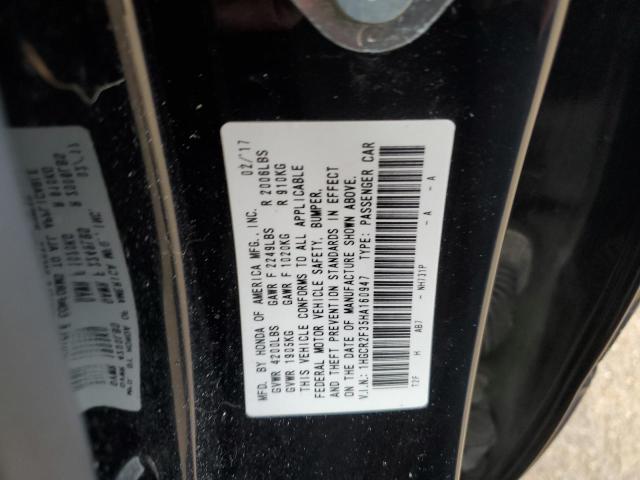 MFD. BY HONDA OF AMERICA MFG., INC. 02/'17
GVWR 4200LBS GAWR F 2249LBS R 2006LBS
GVWR 1905KG GAWR F 1020KG R 910KG
THIS VEHICLE CONFORMS TO ALL APPLICABLE
FEDERAL MOTOR VEHICLE SAFETY, BUMPER,
AND THEFT PREVENTION STANDARDS IN EFFECT
ON THE DATE OF MANUFACTURE SHOWN ABOVE.
V.I.N.: 1HGCR2F35HA160947 TYPE: PASSENGER CAR
T2F H AB7 - NH731P - A - A